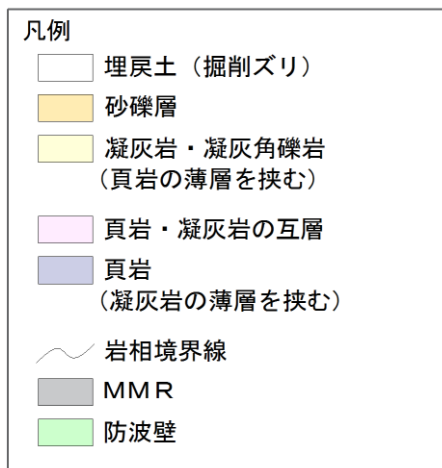 凡例
埋戻土（掘削ズリ）
砂礫層
凝灰岩・凝灰角礫岩
（頁岩の薄層を挟む）
頁岩・凝灰岩の互層
頁岩
（凝灰岩の薄層を挟む）
岩相境界線
ＭＭＲ
防波壁